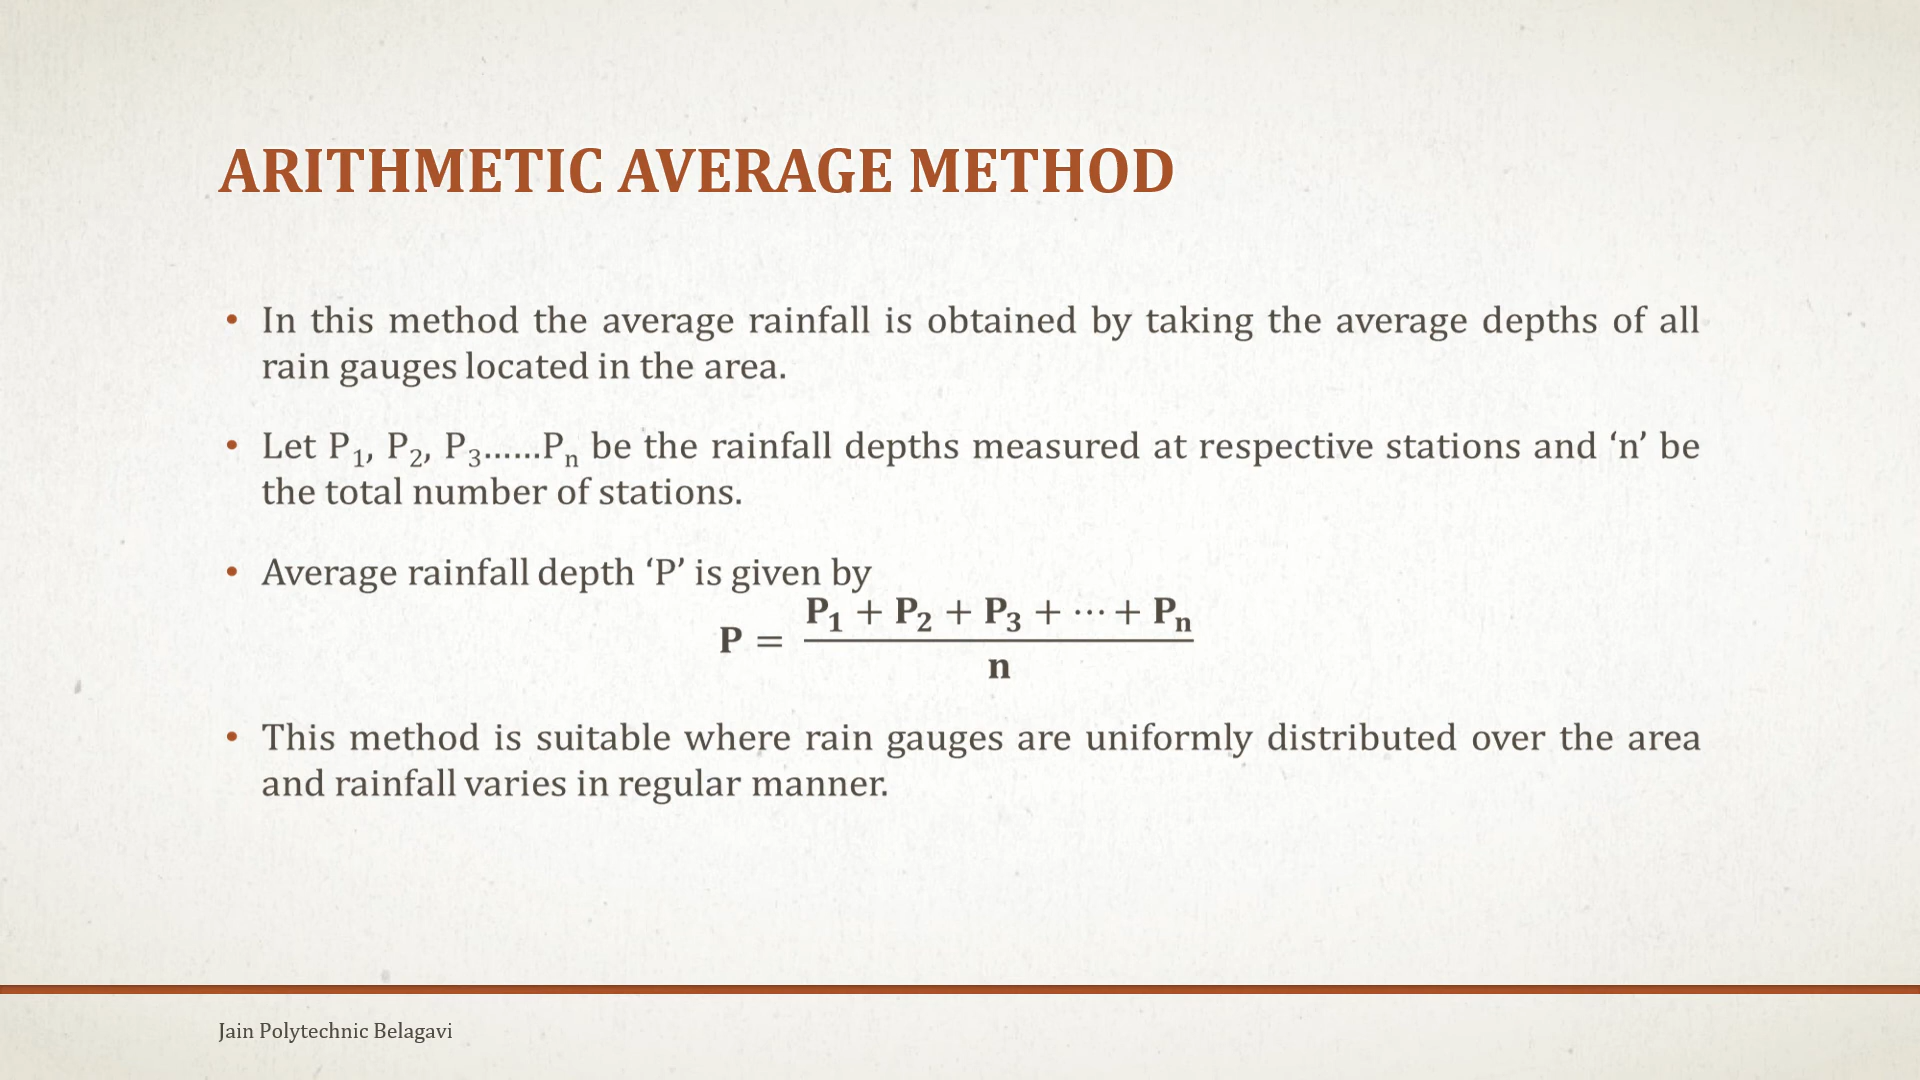 ARITHMETIC AVERAGE METHOD
• In this method the average rainfall is obtained by taking the average depths of all
rain gauges located in the area.
• Let P₁, P₂, P₃......Pₙ be the rainfall depths measured at respective stations and ‘n’ be
the total number of stations.
• Average rainfall depth ‘P’ is given by
P = (P₁ + P₂ + P₃ + ⋯ + Pₙ) / n
• This method is suitable where rain gauges are uniformly distributed over the area
and rainfall varies in regular manner.
Jain Polytechnic Belagavi